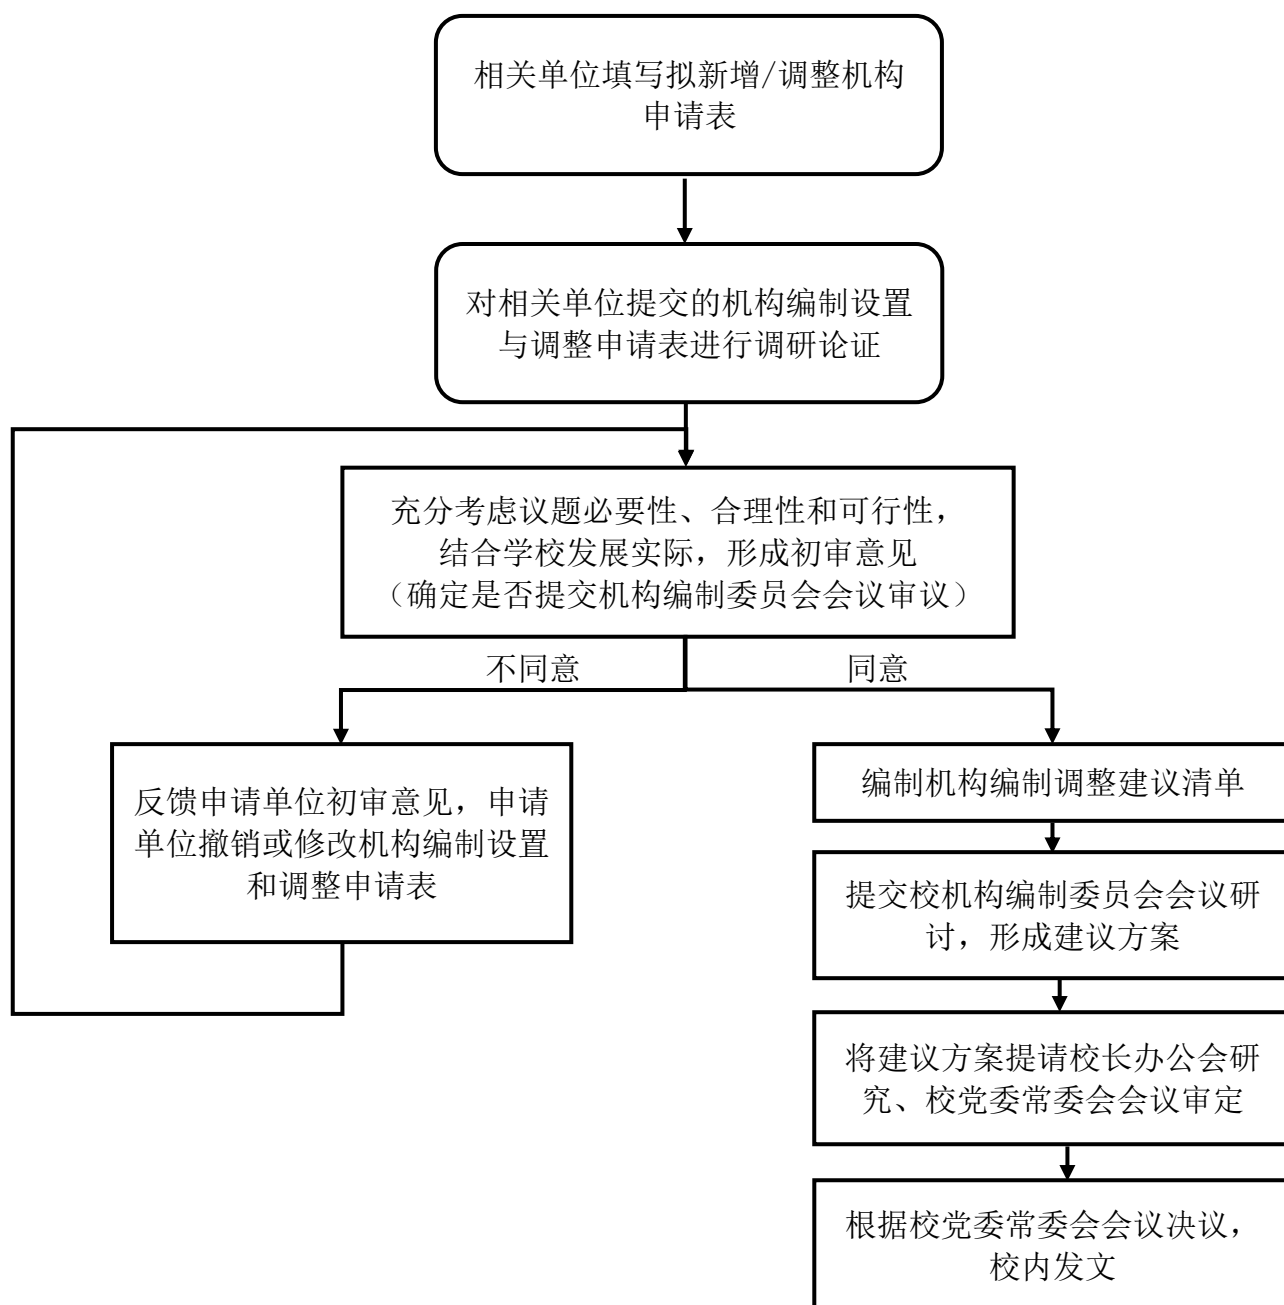 相关单位填写拟新增/调整机构
申请表
对相关单位提交的机构编制设置
与调整申请表进行调研论证
充分考虑议题必要性、合理性和可行性，
结合学校发展实际，形成初审意见
（确定是否提交机构编制委员会会议审议）
不同意
同意
反馈申请单位初审意见，申请
单位撤销或修改机构编制设置
和调整申请表
编制机构编制调整建议清单
提交校机构编制委员会会议研
讨，形成建议方案
将建议方案提请校长办公会研
究、校党委常委会会议审定
根据校党委常委会会议决议，
校内发文